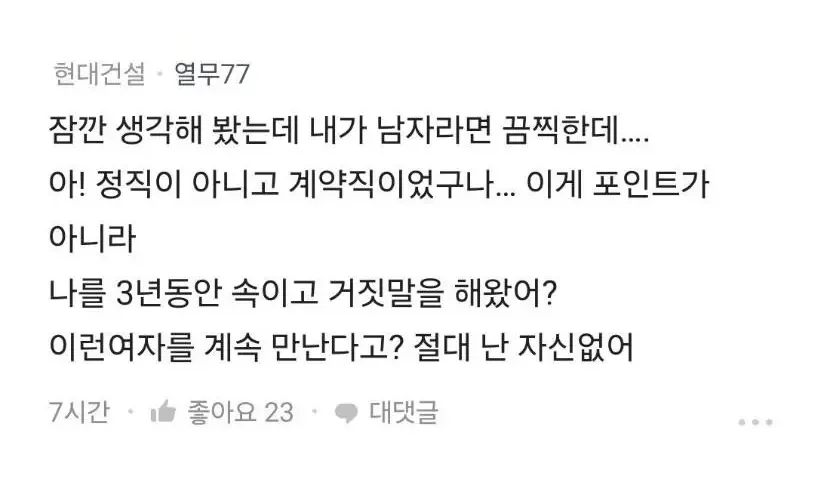 현대건설 · 열무77
잠깐 생각해 봤는데 내가 남자라면 끔찍한데....
아! 정직이 아니고 계약직이었구나... 이게 포인트가
아니라
나를 3년동안 속이고 거짓말을 해왔어?
이런여자를 계속 만난다고? 절대 난 자신없어
7시간 · 좋아요 23 · 대댓글